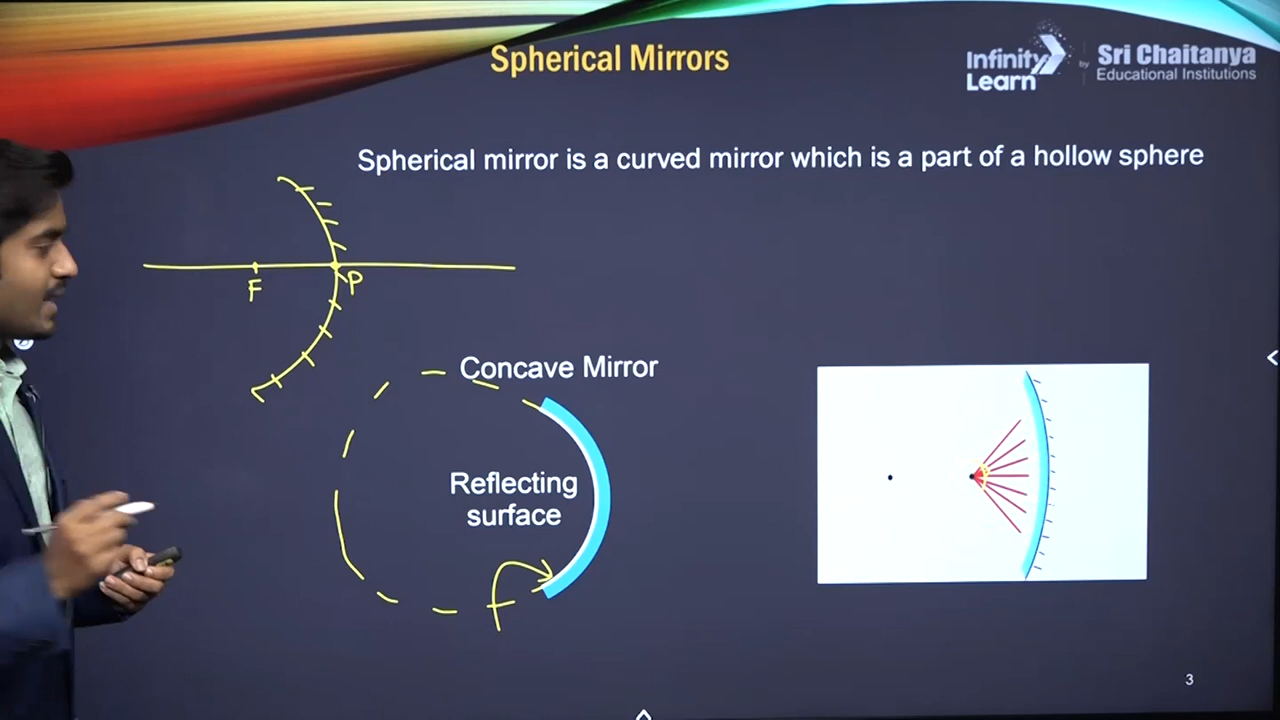 Spherical Mirrors
Infinity Learn by Sri Chaitanya Educational Institutions
Spherical mirror is a curved mirror which is a part of a hollow sphere
F
P
Concave Mirror
Reflecting
surface
3